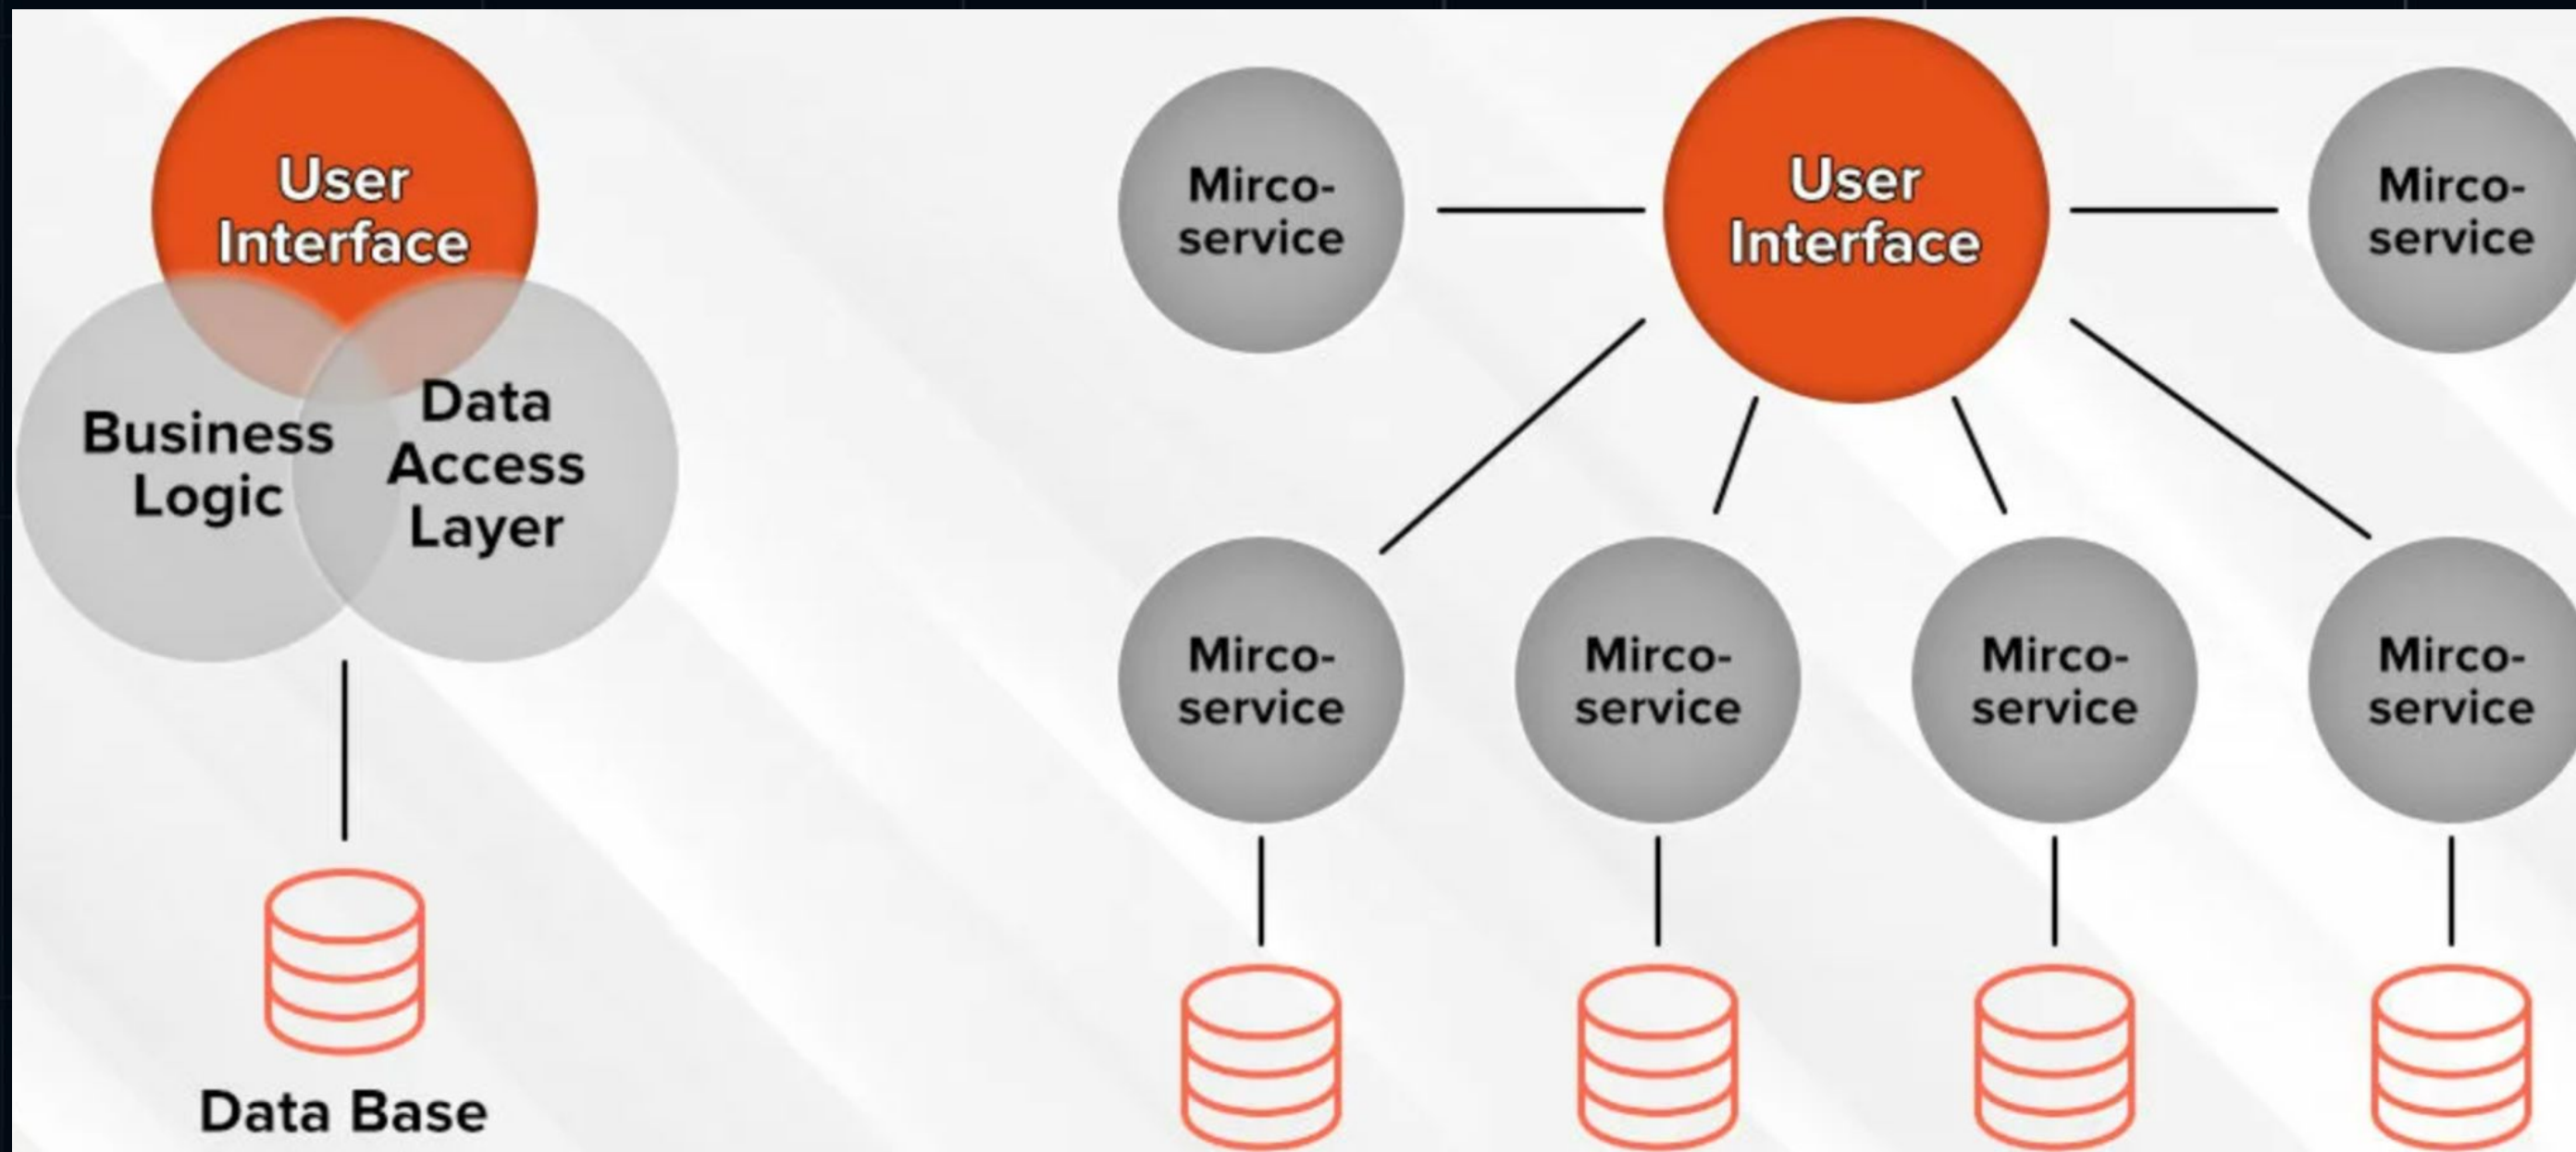 User
Interface
Business
Logic
Data
Access
Layer
Data Base
Mirco-
service
User
Interface
Mirco-
service
Mirco-
service
Mirco-
service
Mirco-
service
Mirco-
service